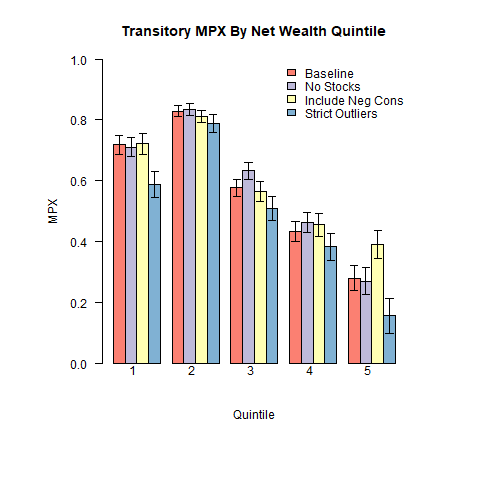 Transitory MPX By Net Wealth Quintile
Baseline
No Stocks
Include Neg Cons
Strict Outliers
MPX
1.0
0.8
0.6
0.4
0.2
0.0
1 2 3 4 5
Quintile